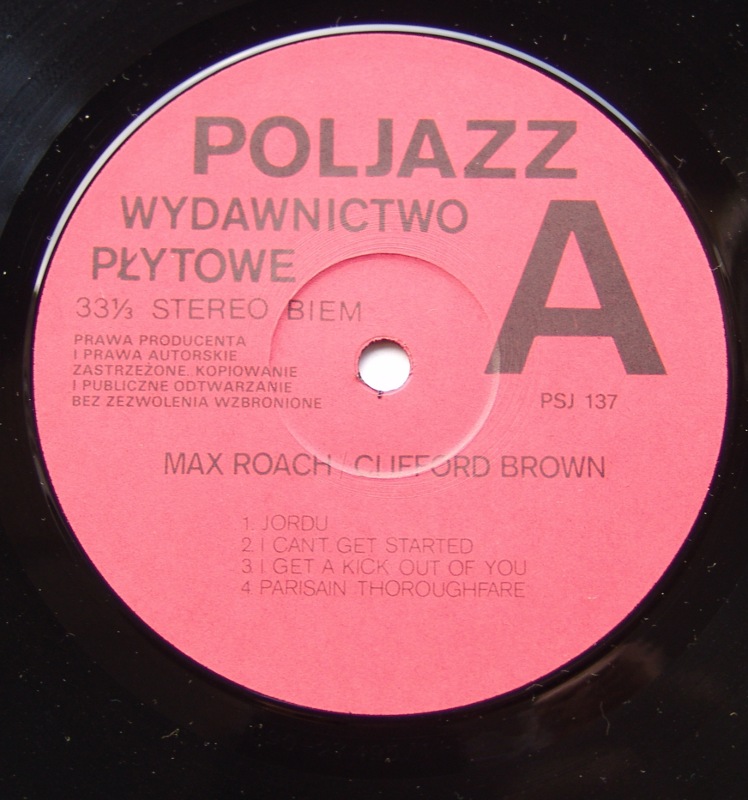 POLJAZZ
WYDAWNICTWO
PŁYTOWE
A
33⅓ STEREO BIEM
PRAWA PRODUCENTA
I PRAWA AUTORSKIE
ZASTRZEŻONE. KOPIOWANIE
I PUBLICZNE ODTWARZANIE
BEZ ZEZWOLENIA WZBRONIONE
PSJ 137
MAX ROACH / CLIFFORD BROWN
1. JORDU
2. I CAN'T GET STARTED
3. I GET A KICK OUT OF YOU
4. PARISAIN THOROUGHFARE